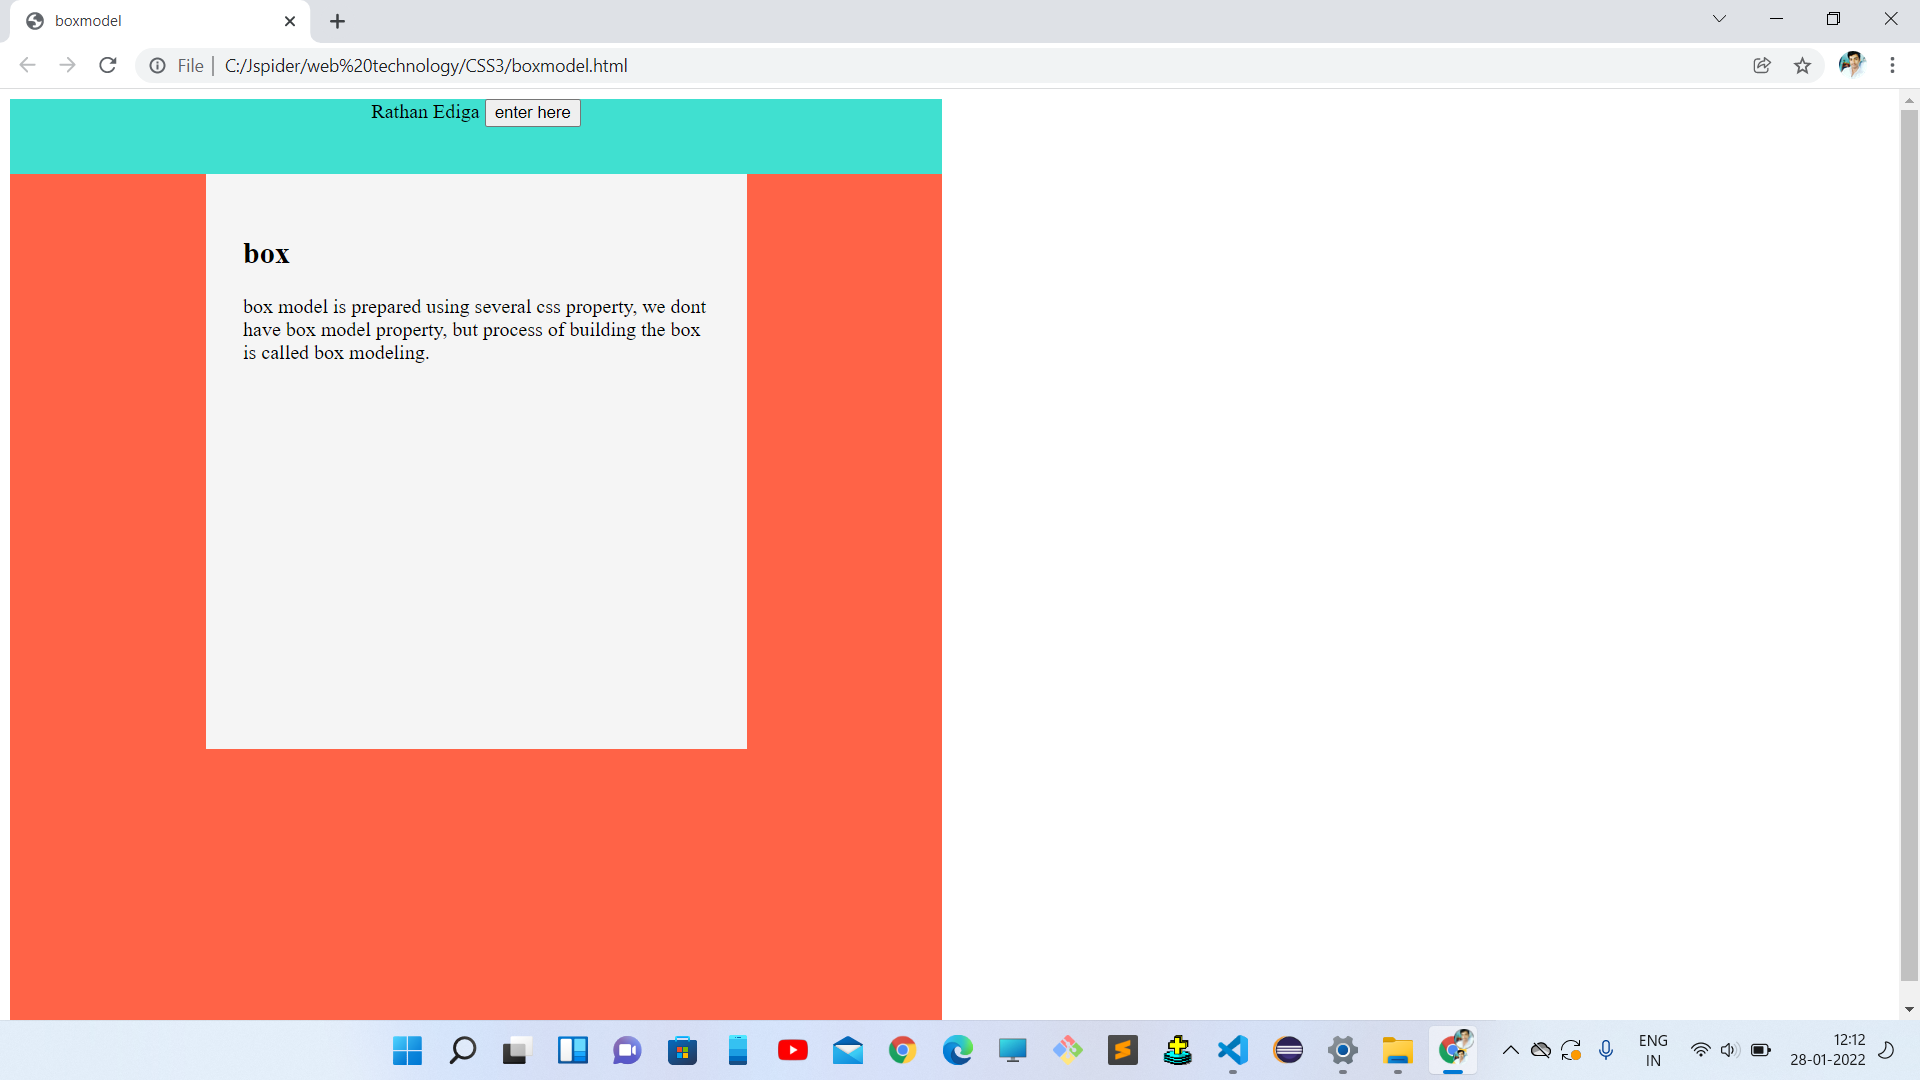 boxmodel
File | C:/Jspider/web%20technology/CSS3/boxmodel.html
Rathan Ediga enter here
box
box model is prepared using several css property, we dont
have box model property, but process of building the box
is called box modeling.
ENG
IN
12:12
28-01-2022